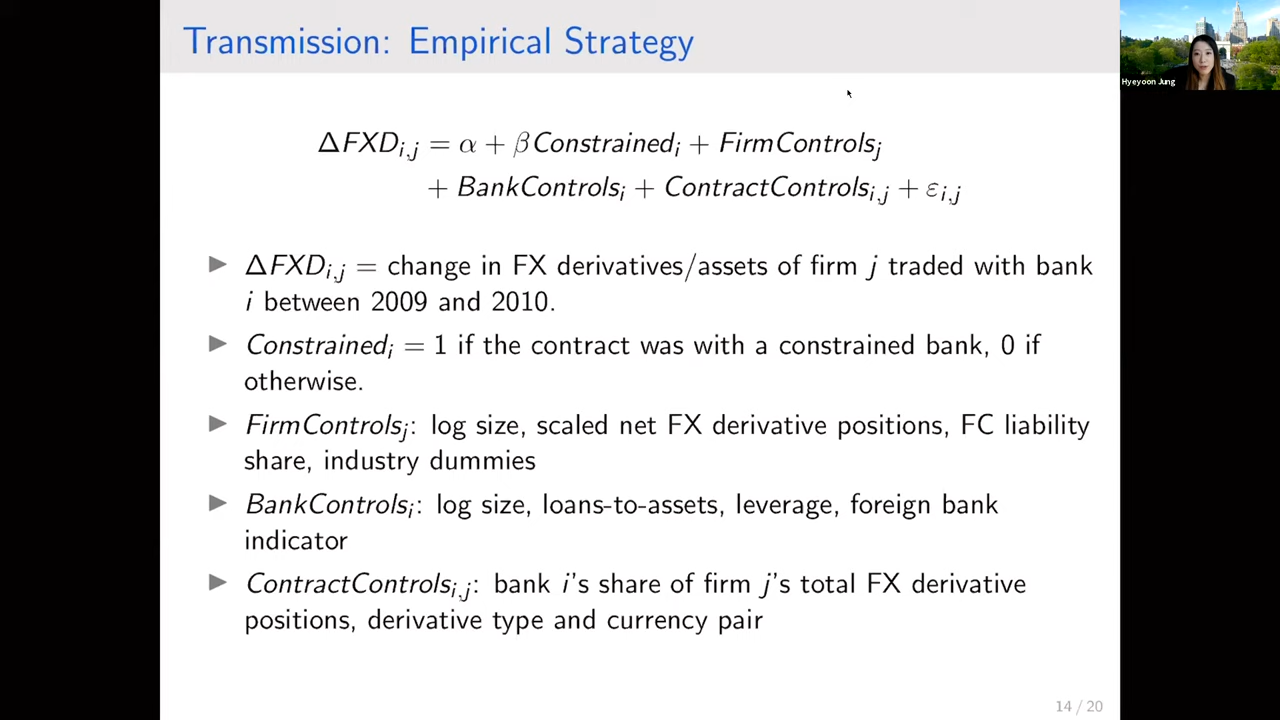 Transmission: Empirical Strategy
Hyeyoon Jung
ΔFXD_{i,j} = α + βConstrained_i + FirmControls_j
+ BankControls_i + ContractControls_{i,j} + ε_{i,j}
▶ ΔFXD_{i,j} = change in FX derivatives/assets of firm j traded with bank
i between 2009 and 2010.
▶ Constrained_i = 1 if the contract was with a constrained bank, 0 if
otherwise.
▶ FirmControls_j: log size, scaled net FX derivative positions, FC liability
share, industry dummies
▶ BankControls_i: log size, loans-to-assets, leverage, foreign bank
indicator
▶ ContractControls_{i,j}: bank i's share of firm j's total FX derivative
positions, derivative type and currency pair
14 / 20